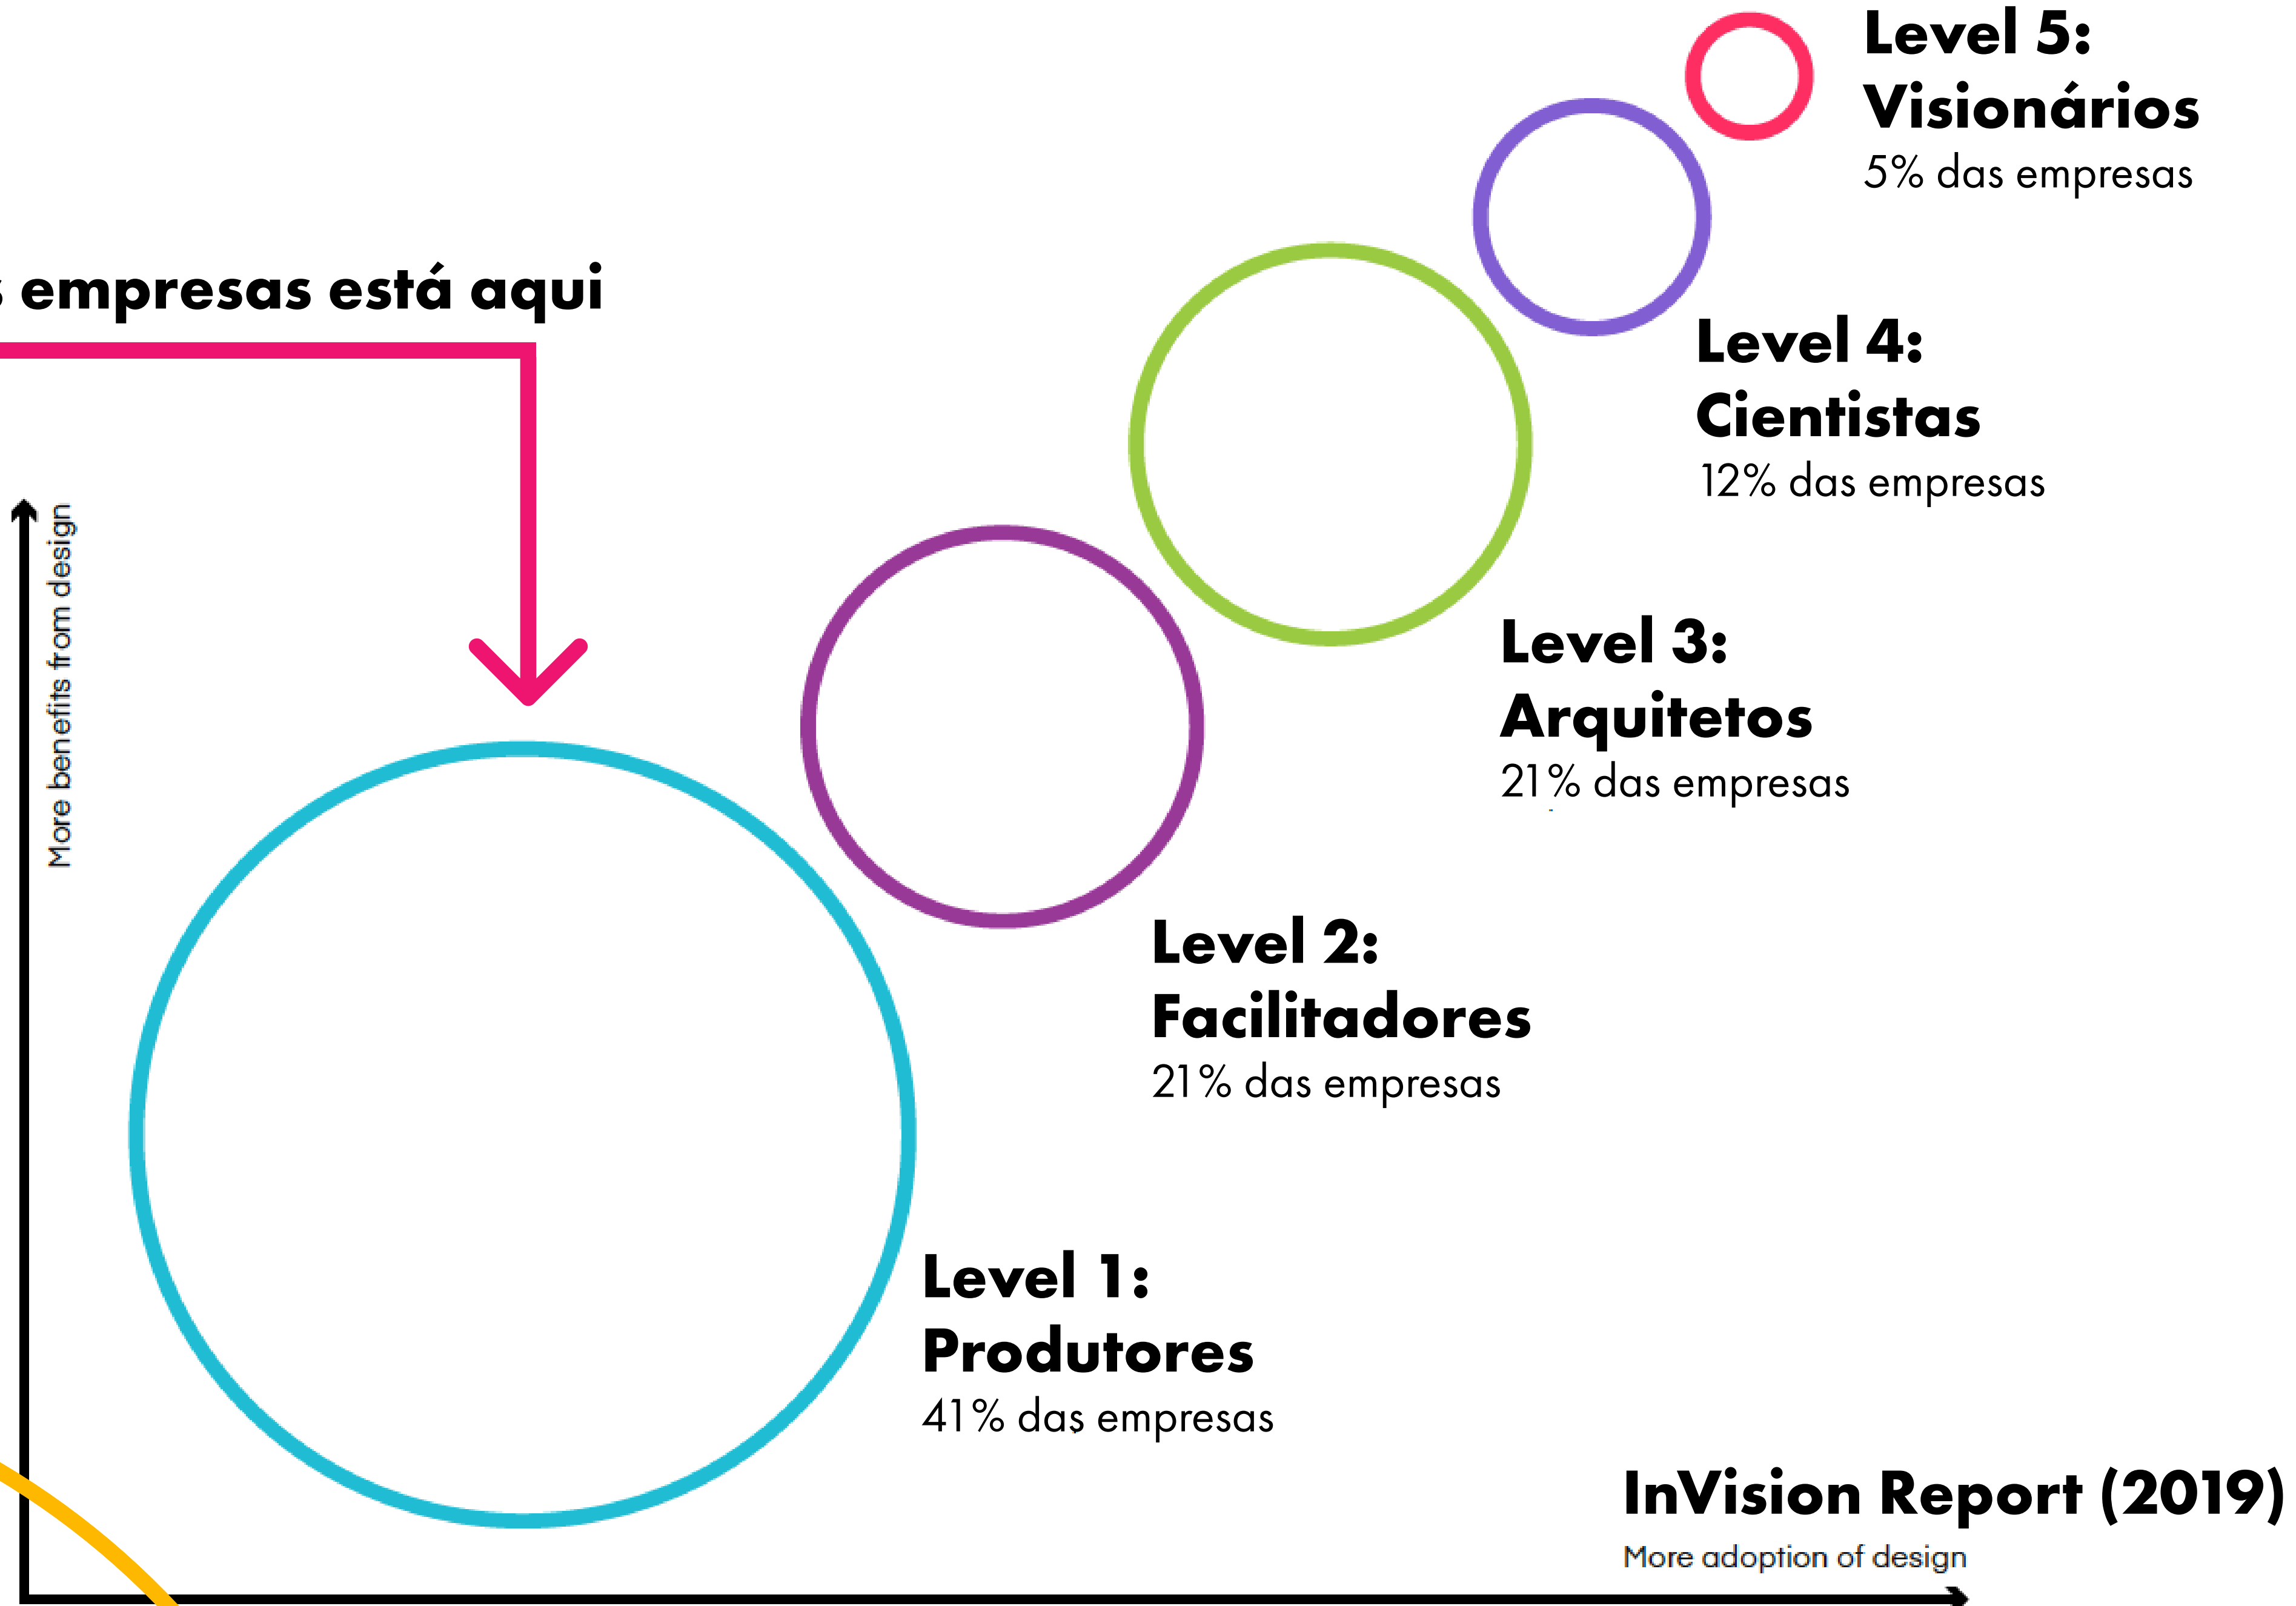 Level 5:
Visionários
5% das empresas
empresas está aqui
Level 4:
Cientistas
12% das empresas
More benefits from design
Level 3:
Arquitetos
21% das empresas
Level 2:
Facilitadores
21% das empresas
Level 1:
Produtores
41% das empresas
InVision Report (2019)
More adoption of design